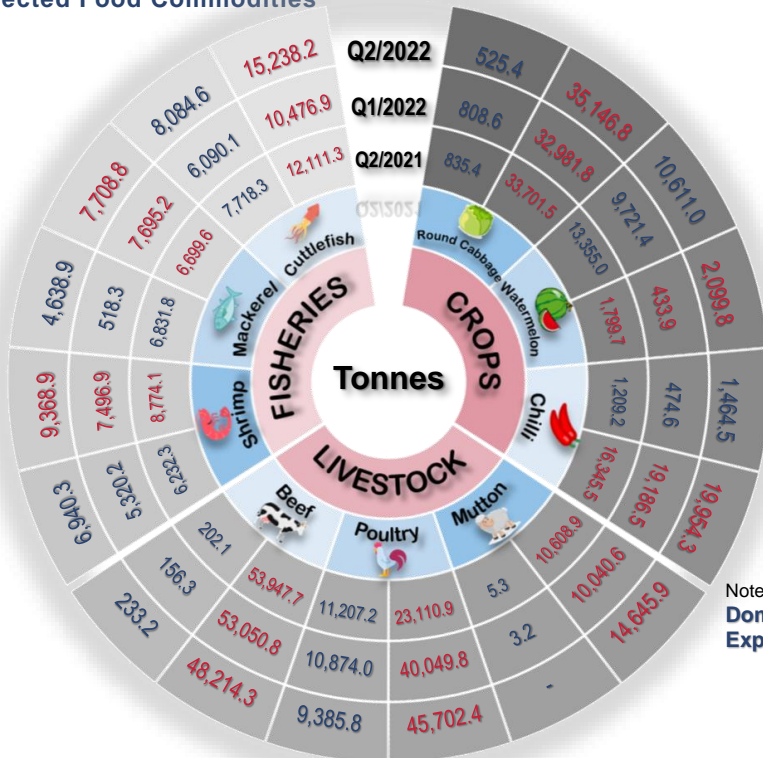 ected Food Commodities
Q2/2022
Q1/2022
Q2/2021
525.4
808.6
835.4
35,146.8
32,981.8
33,701.5
10,611.0
9,721.4
13,355.0
2,099.8
433.9
1,799.7
1,464.5
474.6
1,209.2
19,954.3
19,166.5
16,345.5
14,645.9
10,040.6
10,608.9
-
3.2
5.3
45,702.4
40,049.8
23,110.9
9,385.8
10,874.0
11,207.2
48,214.3
53,050.8
53,947.7
233.2
156.3
202.1
6,940.3
5,320.2
6,232.3
9,368.9
7,496.9
8,774.1
4,638.9
518.3
6,831.8
7,708.8
7,695.2
6,699.6
8,084.6
6,090.1
7,718.3
15,238.2
10,476.9
12,111.3
Round Cabbage
Watermelon
Chilli
Mutton
Poultry
Beef
Shrimp
Mackerel
Cuttlefish
CROPS
LIVESTOCK
FISHERIES
Tonnes
Note
Exp